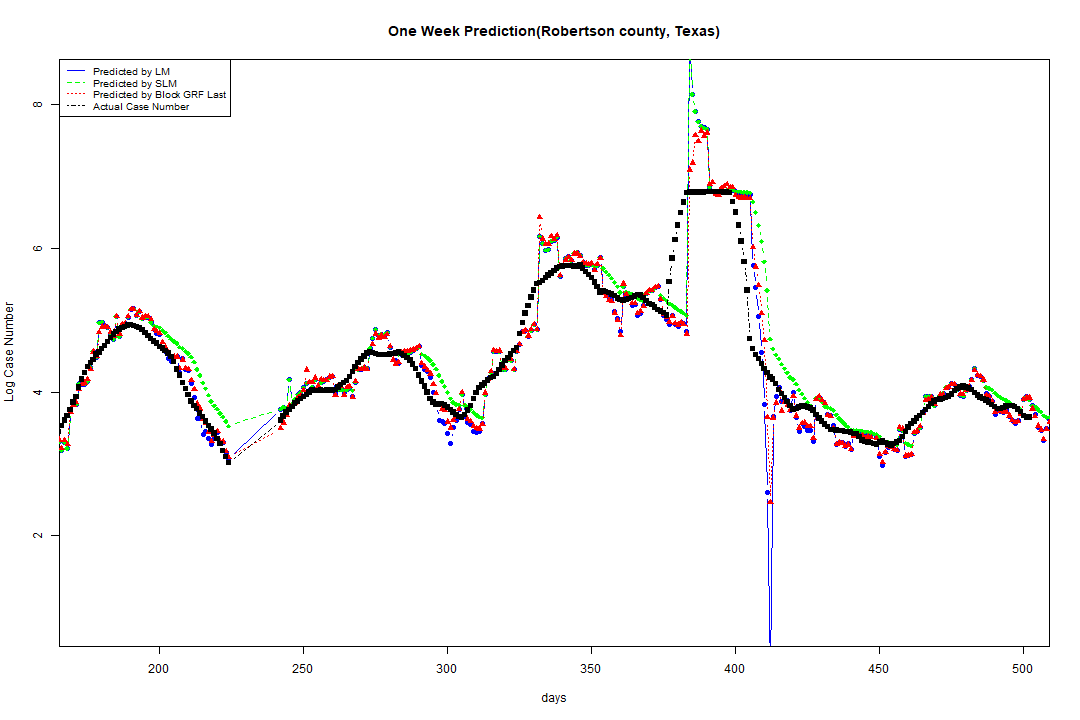 One Week Prediction(Robertson county, Texas)
Predicted by LM
Predicted by SLM
Predicted by Block GRF Last
Actual Case Number
8
6
4
2
Log Case Number
200 250 300 350 400 450 500
days